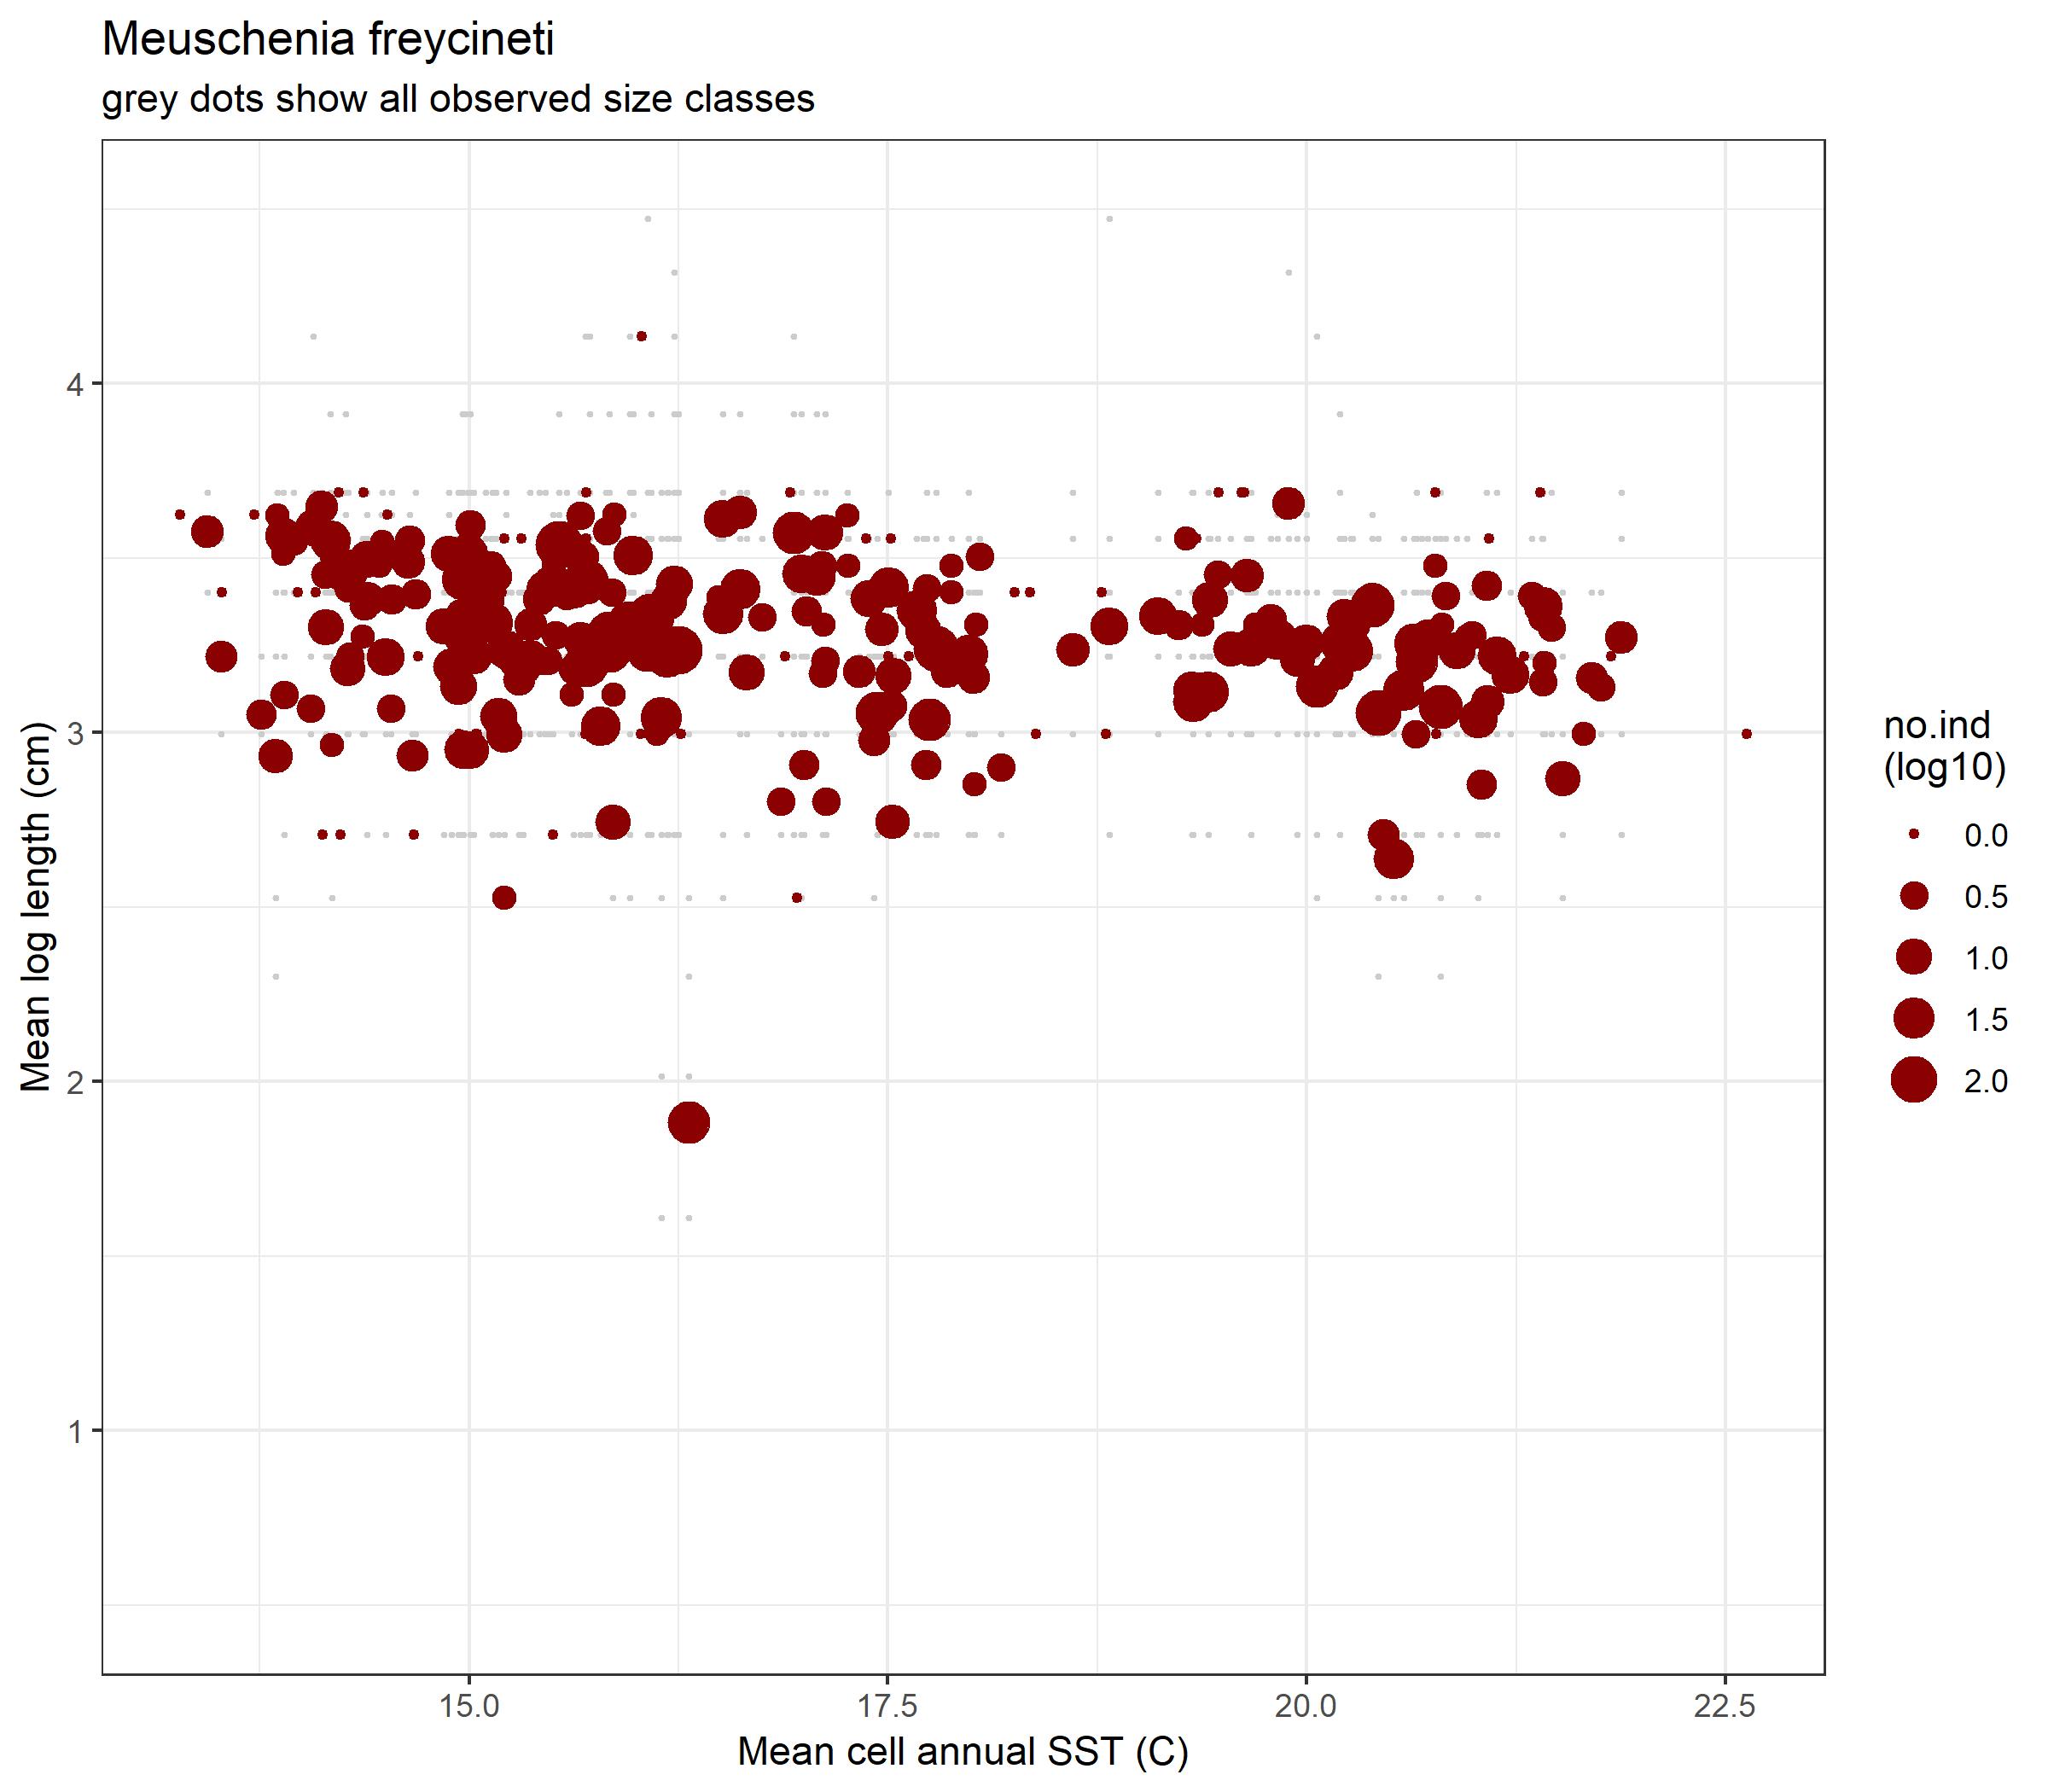 Meuschenia freycineti
grey dots show all observed size classes
Mean log length (cm)
4
3
2
1
15.0
17.5
20.0
22.5
Mean cell annual SST (C)
no.ind
(log10)
0.0
0.5
1.0
1.5
2.0